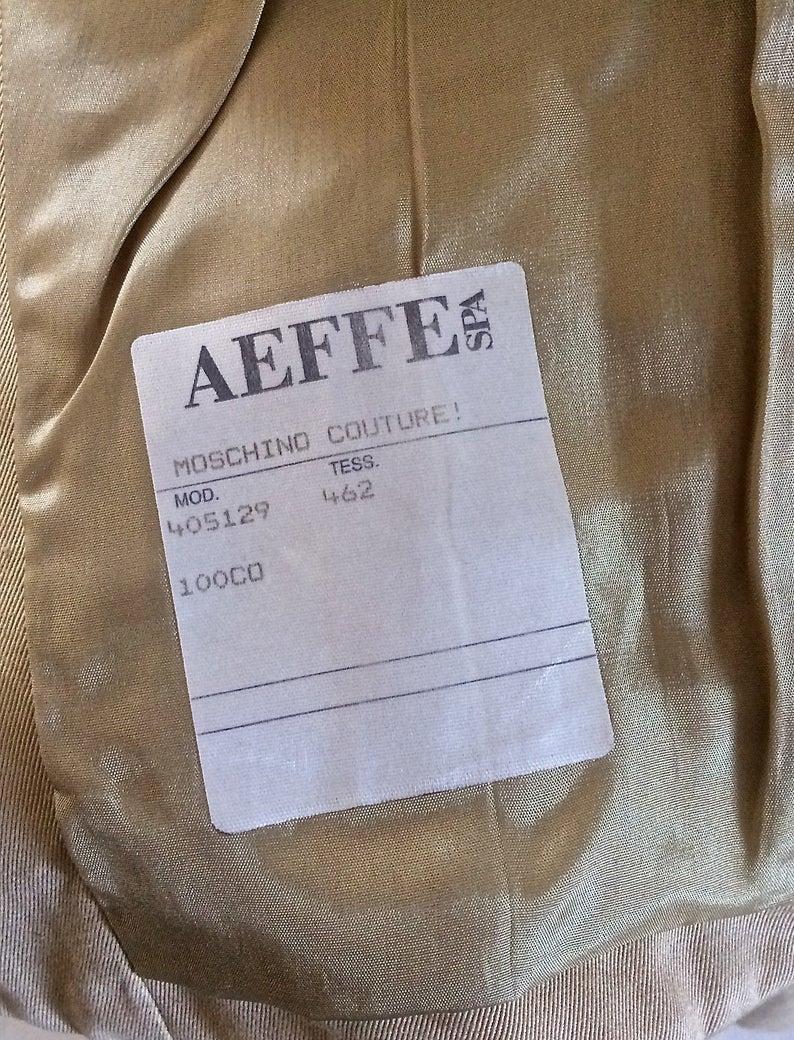 AEFFE SPA
MOSCHINO COUTURE!
MOD. TESS.
405129 462
100CO